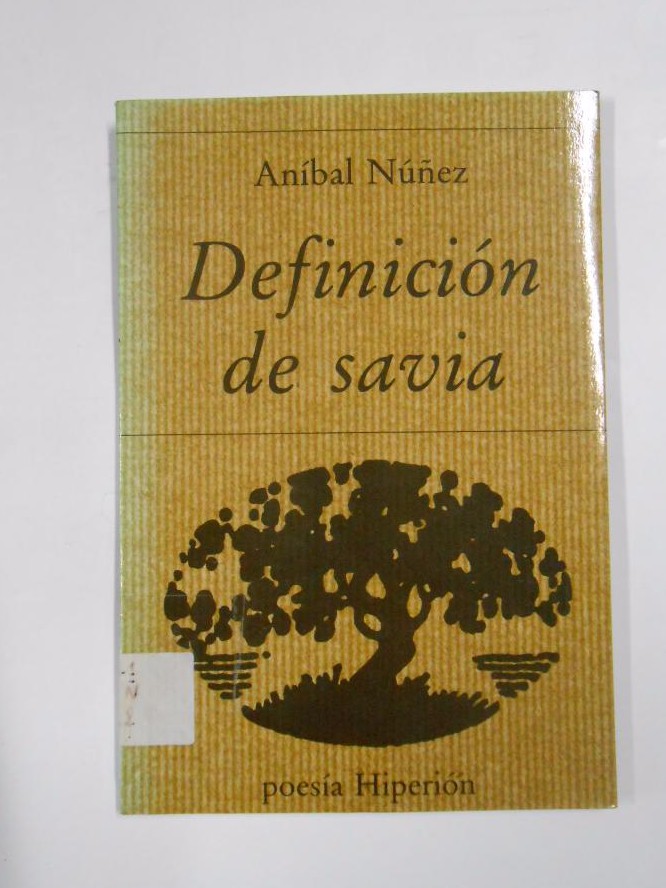 Aníbal Núñez
Definición
de savia
poesía Hiperión